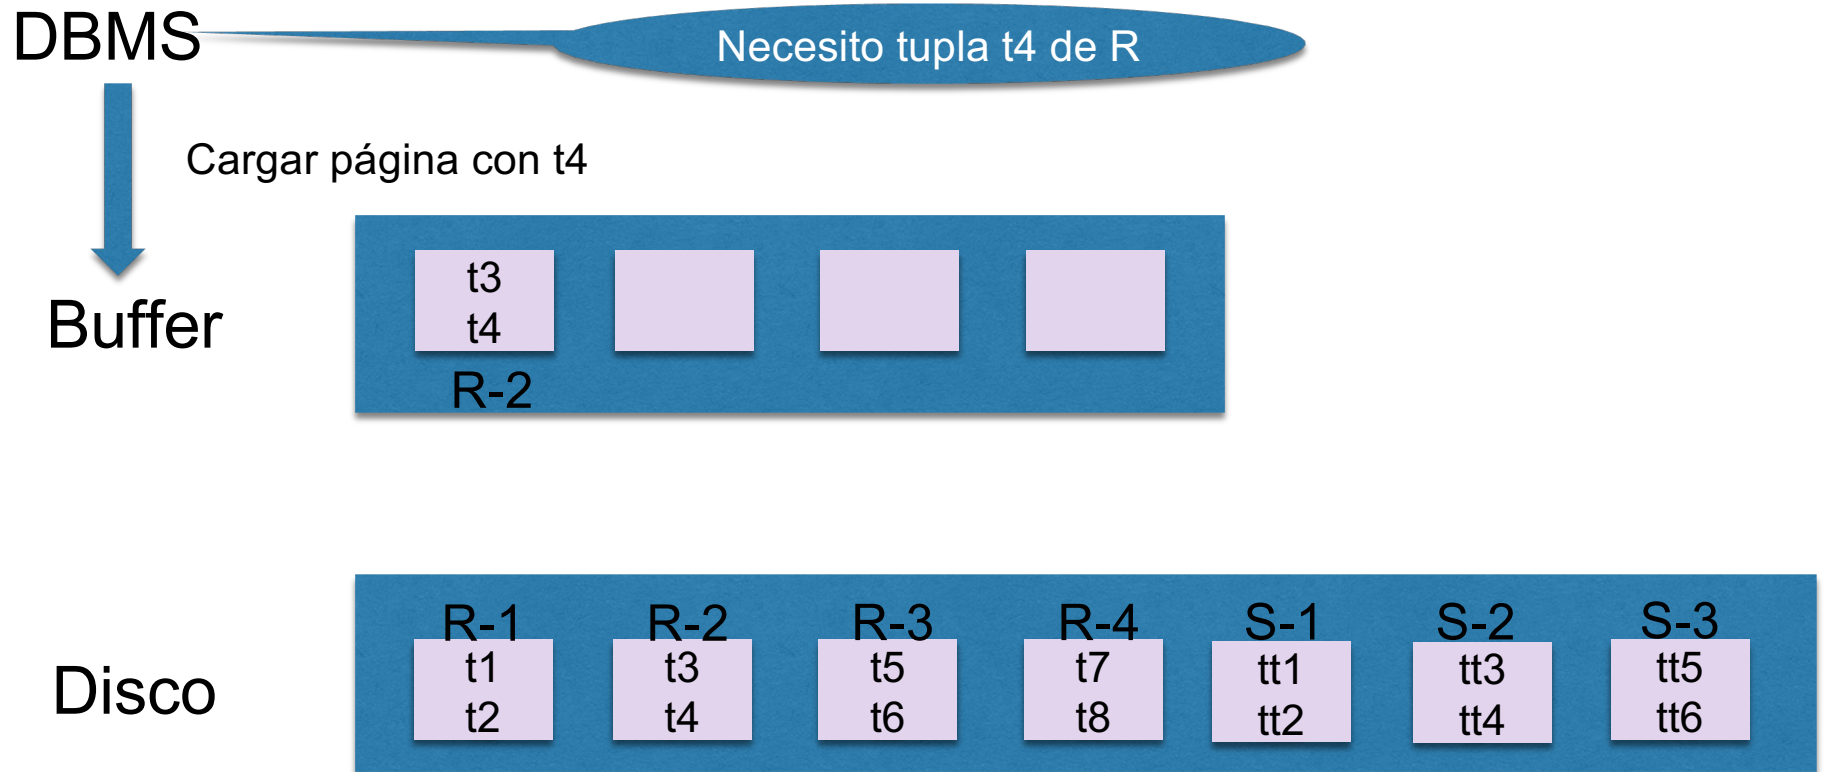 DBMS
Necesito tupla t4 de R
Cargar página con t4
Buffer
t3
t4
R-2
Disco
R-1
t1
t2
R-2
t3
t4
R-3
t5
t6
R-4
t7
t8
S-1
tt1
tt2
S-2
tt3
tt4
S-3
tt5
tt6